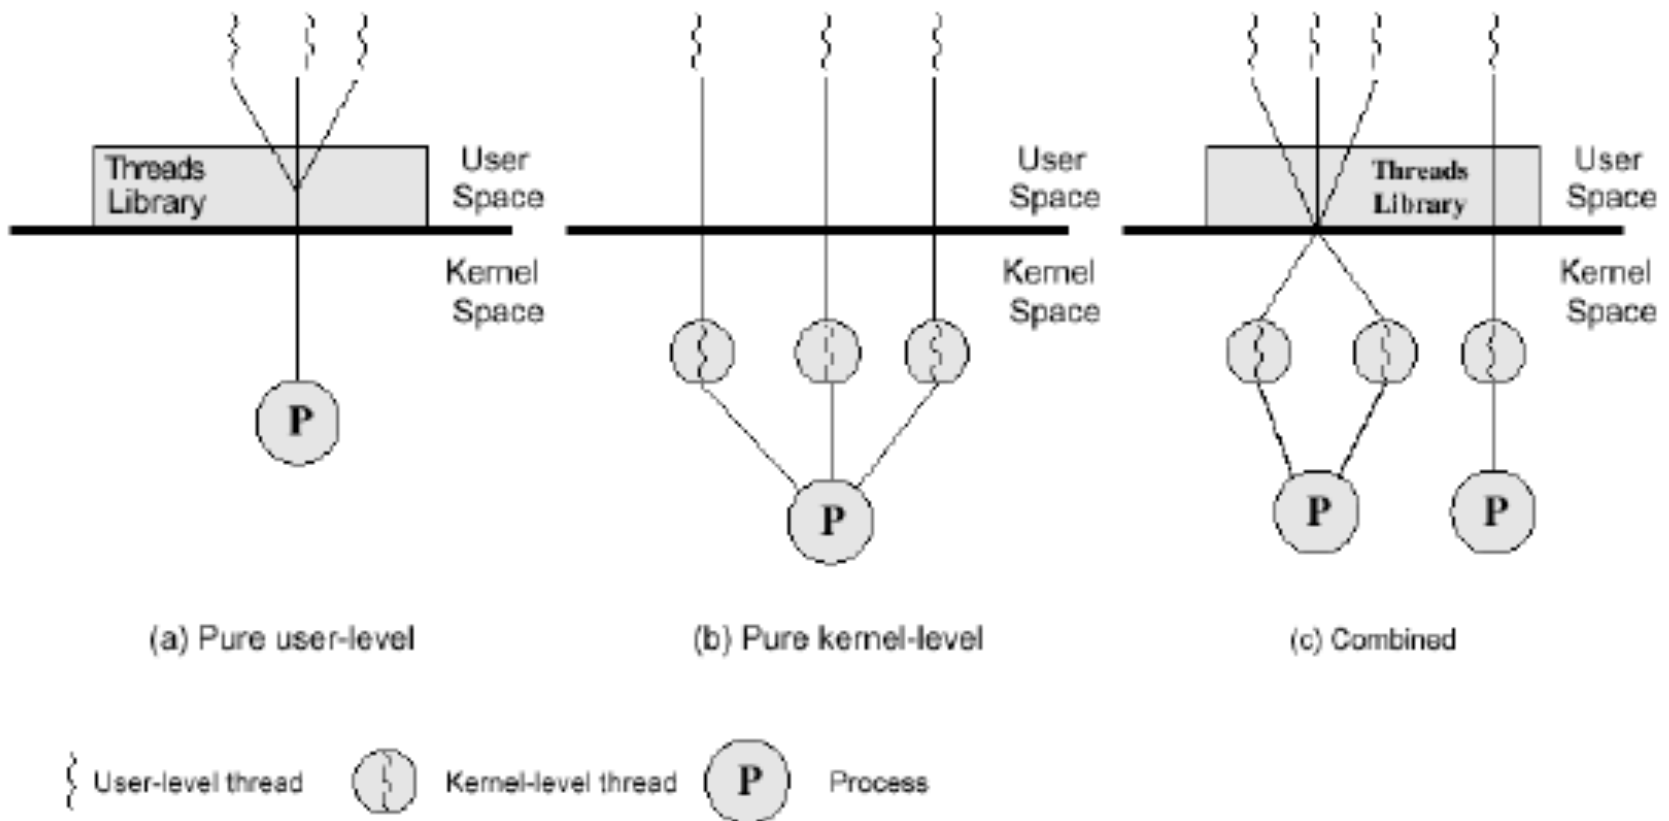 Threads
Library
User
Space
Kernel
Space
P
(a) Pure user-level
User
Space
Kernel
Space
P
(b) Pure kernel-level
Threads
Library
User
Space
Kernel
Space
P
P
(c) Combined
User-level thread
Kernel-level thread
P
Process